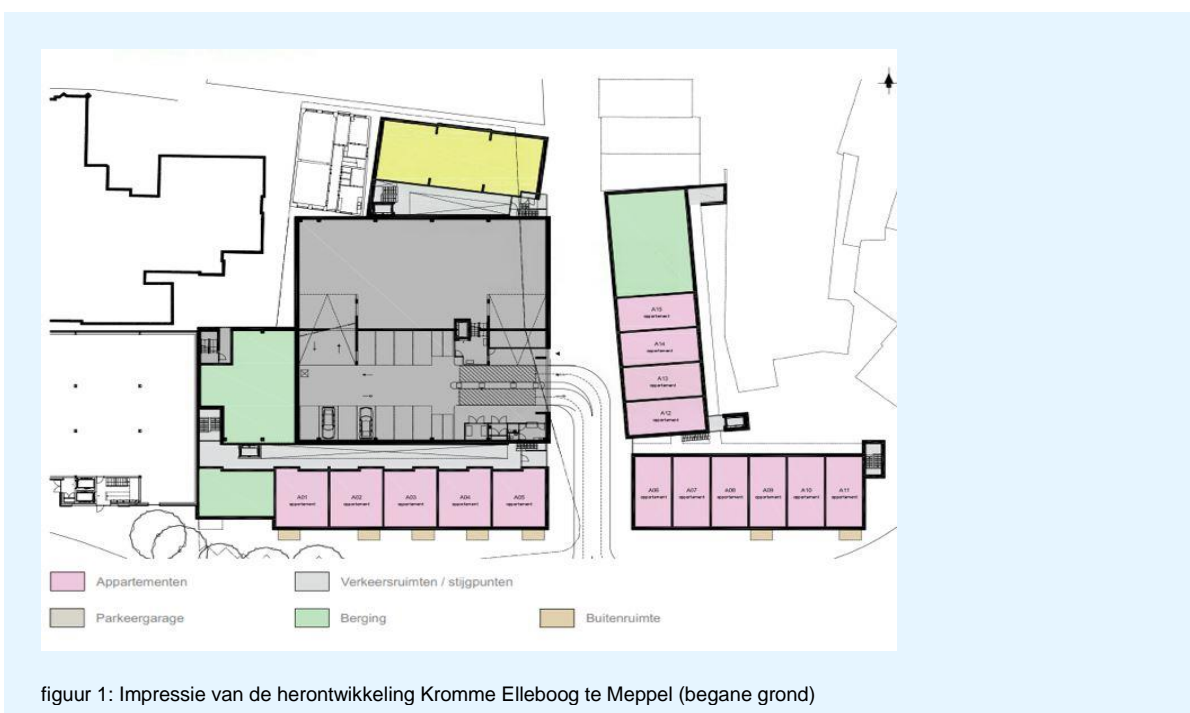 A15
appartement
A14
appartement
A13
appartement
A12
appartement
A01
appartement
A02
appartement
A03
appartement
A04
appartement
A05
appartement
A06
appartement
A07
appartement
A08
appartement
A09
appartement
A10
appartement
A11
appartement
Appartementen
Verkeersruimten / stijgpunten
Parkeergarage
Berging
Buitenruimte
figuur 1: Impressie van de herontwikkeling Kromme Elleboog te Meppel (begane grond)